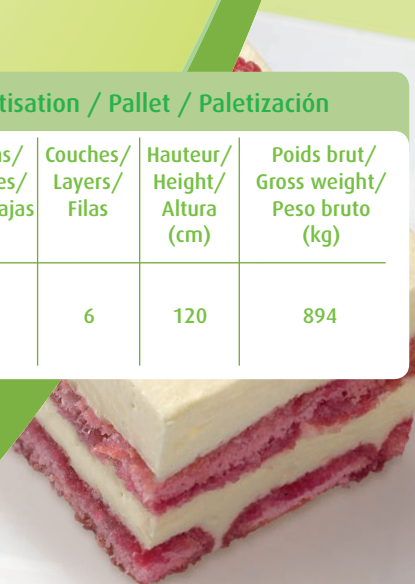 tisation / Pallet / Paletización
Couches/ Hauteur/ Poids brut/
Layers/ Height/ Gross weight/
Filas Altura Peso bruto
(cm) (kg)
6 120 894